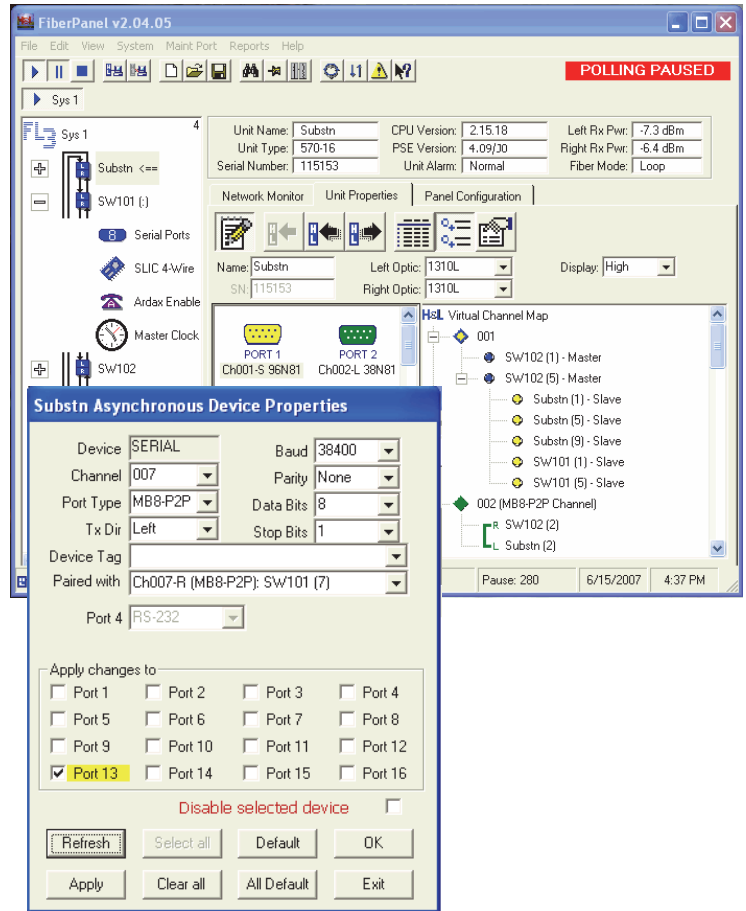 FiberPanel v2.04.05
File Edit View System Maint Port Reports Help
POLLING PAUSED
Sys 1
Sys 1 4
Substn <==
SW101 (:)
8 Serial Ports
SLIC 4-Wire
Ardax Enable
Master Clock
SW102
Unit Name: Substn CPU Version: 2.15.18 Left Rx Pwr: -7.3 dBm
Unit Type: 570-16 PSE Version: 4.09/J0 Right Rx Pwr: -6.4 dBm
Serial Number: 115153 Unit Alarm: Normal Fiber Mode: Loop
Network Monitor Unit Properties Panel Configuration
Name: Substn Left Optic: 1310L Display: High
SN: 115153 Right Optic: 1310L
PORT 1 PORT 2
Ch001-S 96N81 Ch002-L 38N81
H&L Virtual Channel Map
001
SW102 (1) - Master
SW102 (5) - Master
Substn (1) - Slave
Substn (5) - Slave
Substn (9) - Slave
SW101 (1) - Slave
SW101 (5) - Slave
002 (MB8-P2P Channel)
R SW102 (2)
L Substn (2)
Pause: 280 6/15/2007 4:37 PM
Substn Asynchronous Device Properties
Device SERIAL Baud 38400
Channel 007 Parity None
Port Type MB8-P2P Data Bits 8
Tx Dir Left Stop Bits 1
Device Tag
Paired with Ch007-R (MB8-P2P): SW101 (7)
Port 4 RS-232
Apply changes to
Port 1 Port 2 Port 3 Port 4
Port 5 Port 6 Port 7 Port 8
Port 9 Port 10 Port 11 Port 12
Port 13 Port 14 Port 15 Port 16
Disable selected device
Refresh Select all Default OK
Apply Clear all All Default Exit